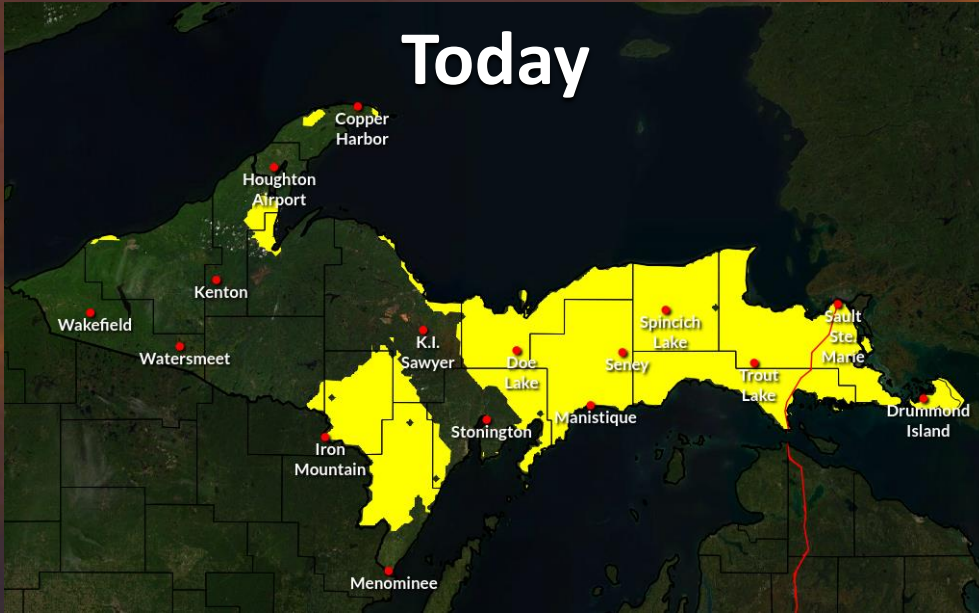 Today
Copper
Harbor
Houghton
Airport
Kenton
Wakefield
Watersmeet
K.I.
Sawyer
Doe
Lake
Spincich
Lake
Seney
Sault
Ste.
Marie
Trout
Lake
Drummond
Island
Manistique
Stonington
Iron
Mountain
Menominee